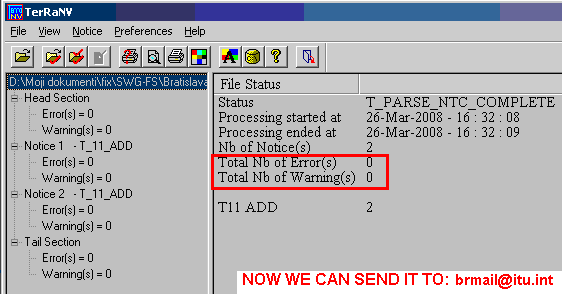 TerRaNV
File View Notice Preferences Help
D:\Moji dokumenti\fix\SWG-FS\Bratislava
Head Section
Error(s) = 0
Warning(s) = 0
Notice 1 - T_11_ADD
Error(s) = 0
Warning(s) = 0
Notice 2 - T_11_ADD
Error(s) = 0
Warning(s) = 0
Tail Section
Error(s) = 0
Warning(s) = 0
File Status
Status T_PARSE_NTC_COMPLETE
Processing started at 26-Mar-2008 - 16 : 32 : 08
Processing ended at 26-Mar-2008 - 16 : 32 : 09
Nb of Notice(s) 2
Total Nb of Error(s) 0
Total Nb of Warning(s) 0
T11 ADD 2
NOW WE CAN SEND IT TO: brmail@itu.int